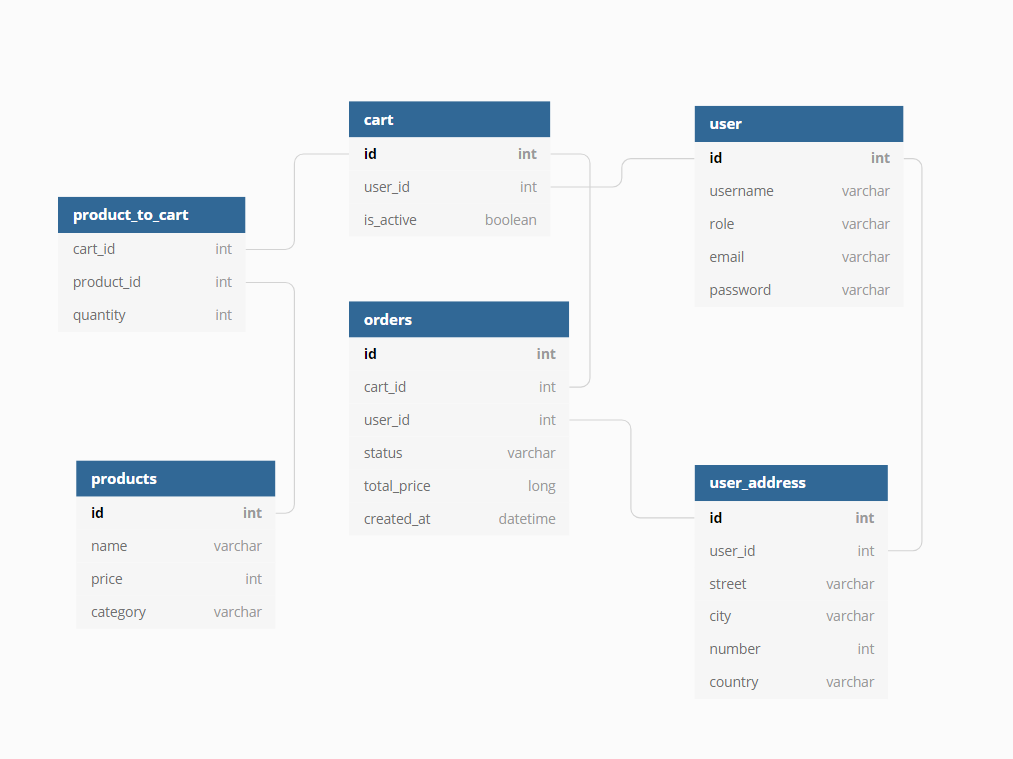 cart
id int
user_id int
is_active boolean
user
id int
username varchar
role varchar
email varchar
password varchar
product_to_cart
cart_id int
product_id int
quantity int
orders
id int
cart_id int
user_id int
status varchar
total_price long
created_at datetime
products
id int
name varchar
price int
category varchar
user_address
id int
user_id int
street varchar
city varchar
number int
country varchar